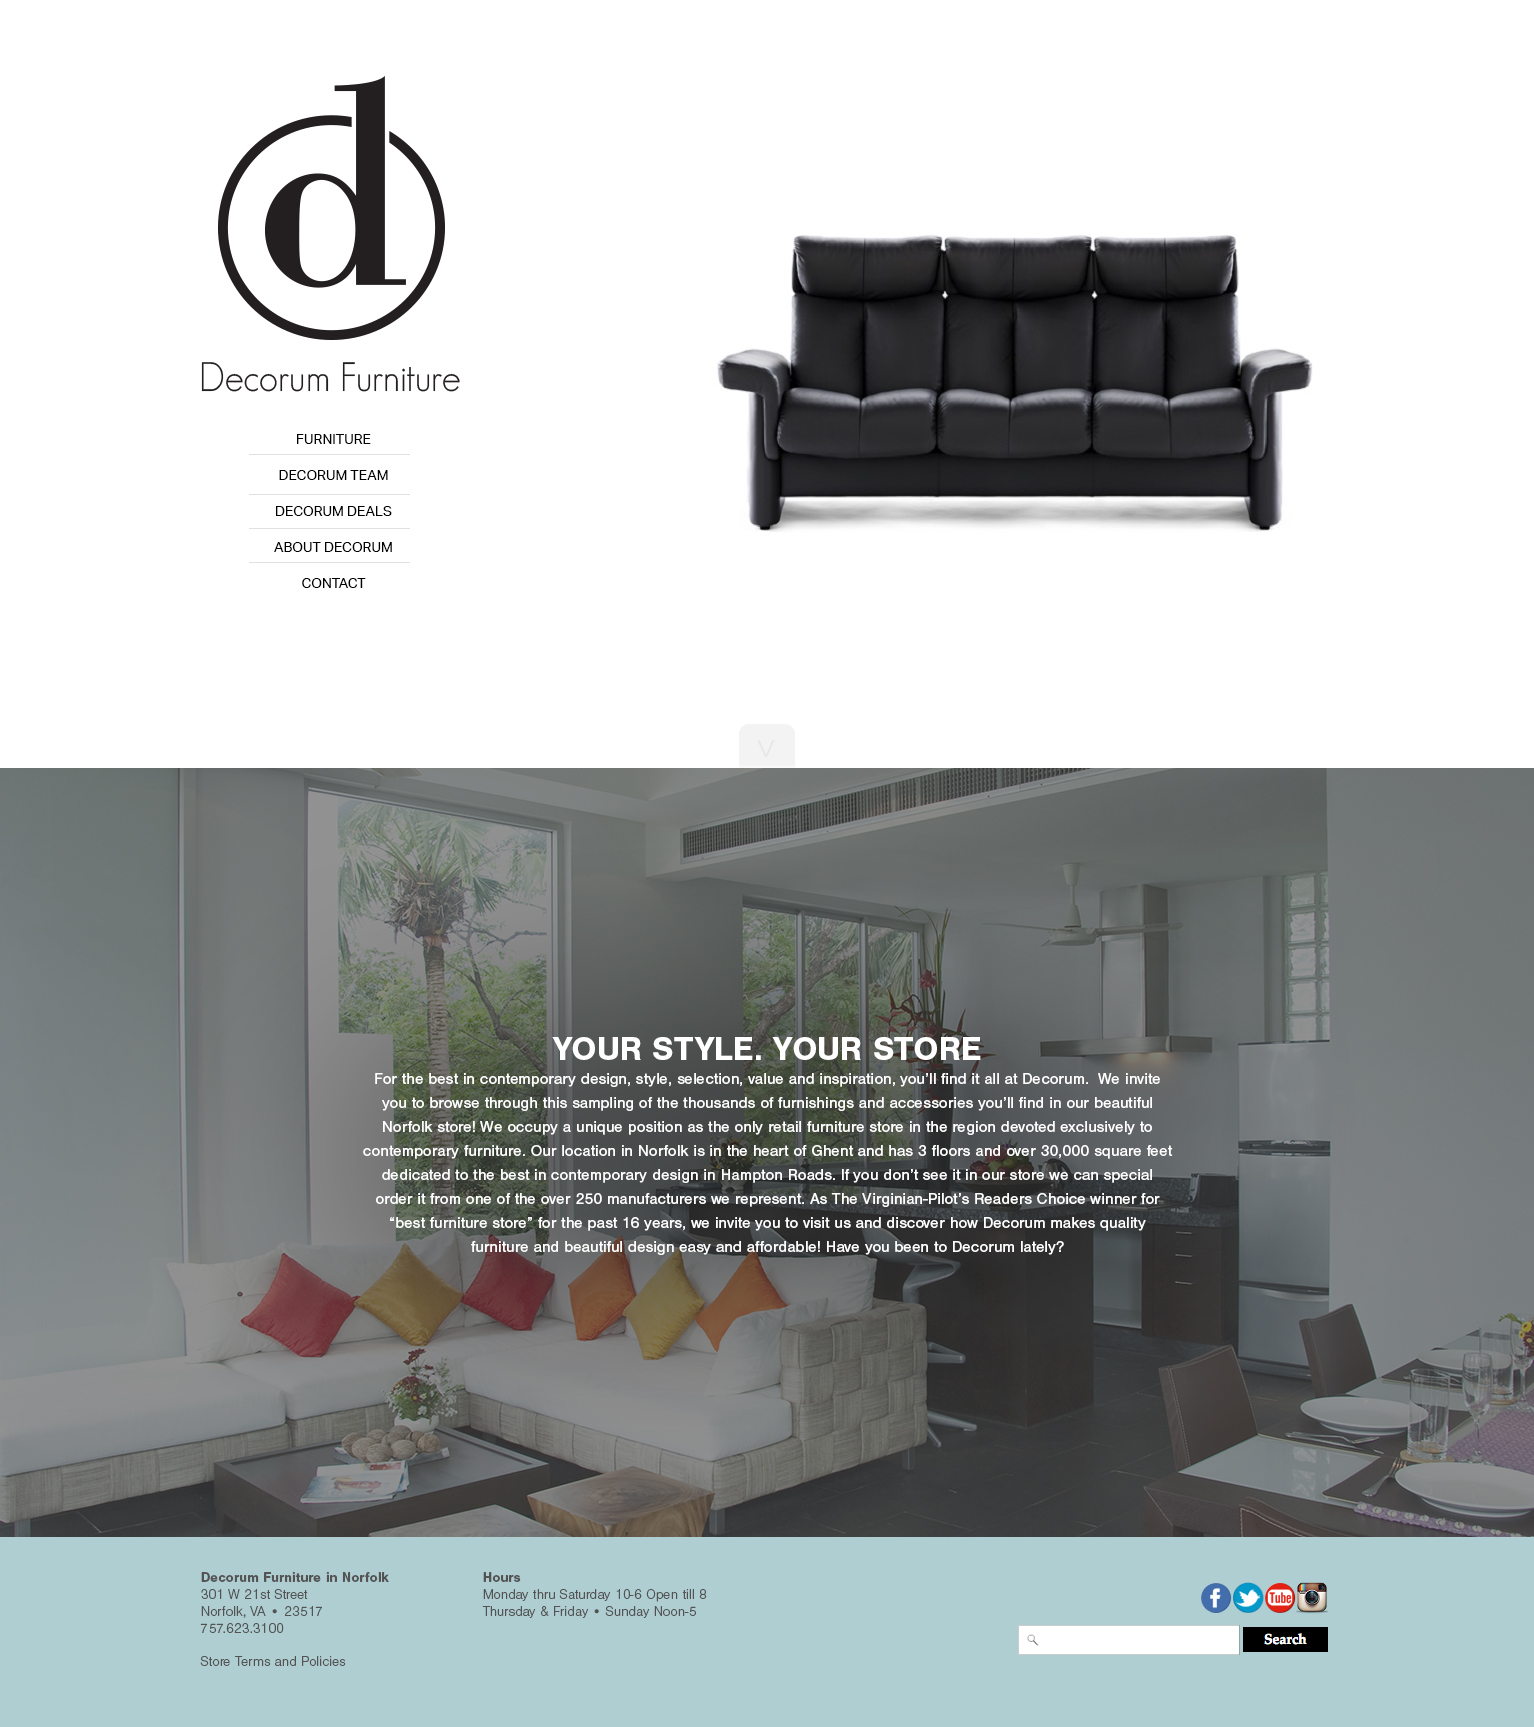 d
Decorum Furniture
FURNITURE
DECORUM TEAM
DECORUM DEALS
ABOUT DECORUM
CONTACT
V
YOUR STYLE. YOUR STORE
For the best in contemporary design, style, selection, value and inspiration, you’ll find it all at Decorum.  We invite
you to browse through this sampling of the thousands of furnishings and accessories you’ll find in our beautiful
Norfolk store! We occupy a unique position as the only retail furniture store in the region devoted exclusively to
contemporary furniture. Our location in Norfolk is in the heart of Ghent and has 3 floors and over 30,000 square feet
dedicated to the best in contemporary design in Hampton Roads. If you don’t see it in our store we can special
order it from one of the over 250 manufacturers we represent. As The Virginian-Pilot’s Readers Choice winner for
“best furniture store” for the past 16 years, we invite you to visit us and discover how Decorum makes quality
furniture and beautiful design easy and affordable! Have you been to Decorum lately?
Decorum Furniture in Norfolk
301 W 21st Street
Norfolk, VA • 23517
757.623.3100
Store Terms and Policies
Hours
Monday thru Saturday 10-6 Open till 8
Thursday & Friday • Sunday Noon-5
f
Tube
Search